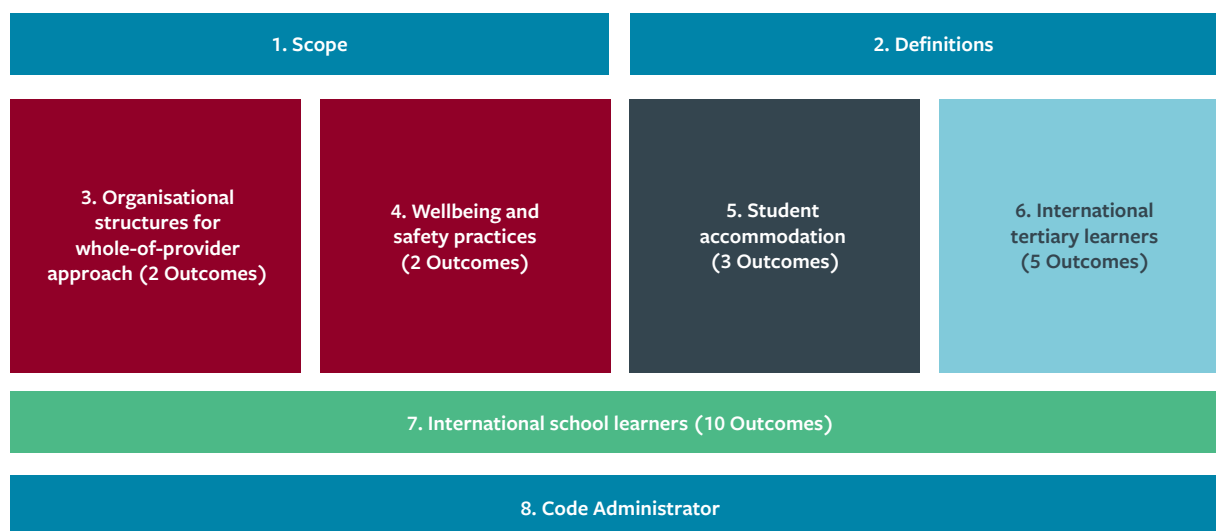 1. Scope
2. Definitions
3. Organisational
structures for
whole-of-provider
approach (2 Outcomes)
4. Wellbeing and
safety practices
(2 Outcomes)
5. Student
accommodation
(3 Outcomes)
6. International
tertiary learners
(5 Outcomes)
7. International school learners (10 Outcomes)
8. Code Administrator